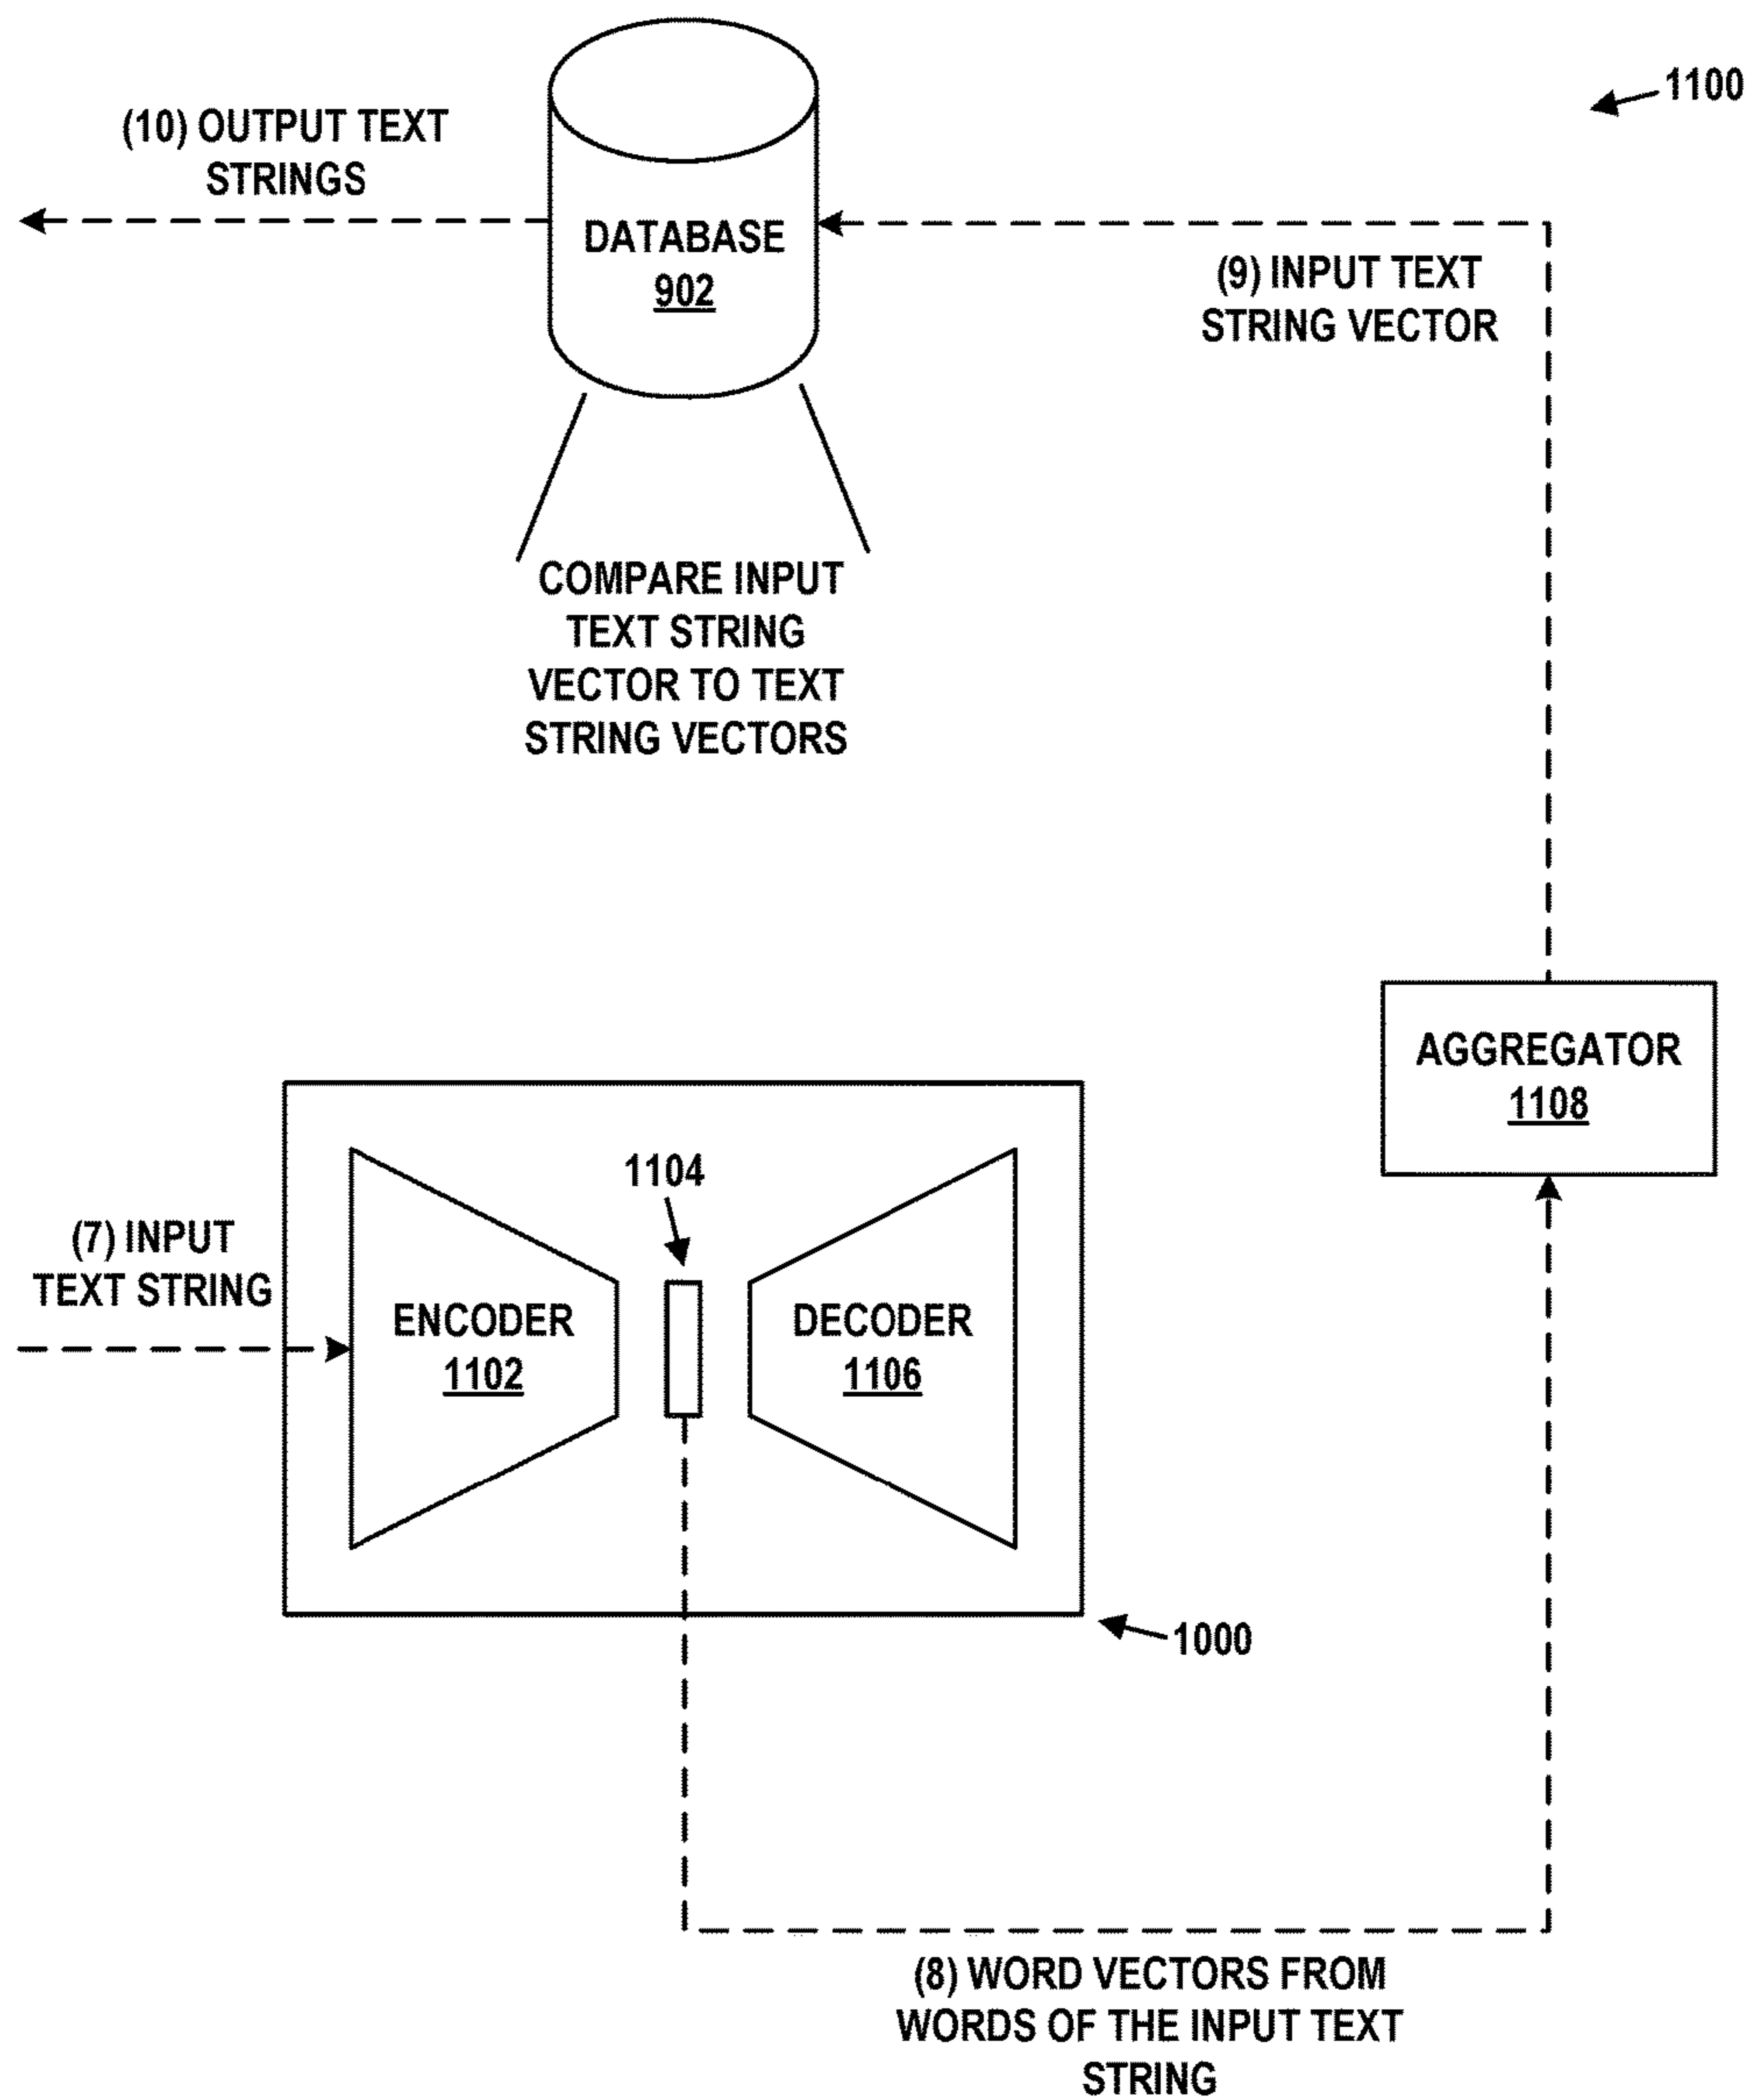 1100
(10) OUTPUT TEXT
STRINGS
DATABASE
902
(9) INPUT TEXT
STRING VECTOR
COMPARE INPUT
TEXT STRING
VECTOR TO TEXT
STRING VECTORS
AGGREGATOR
1108
1104
(7) INPUT
TEXT STRING
ENCODER
1102
DECODER
1106
1000
(8) WORD VECTORS FROM
WORDS OF THE INPUT TEXT
STRING